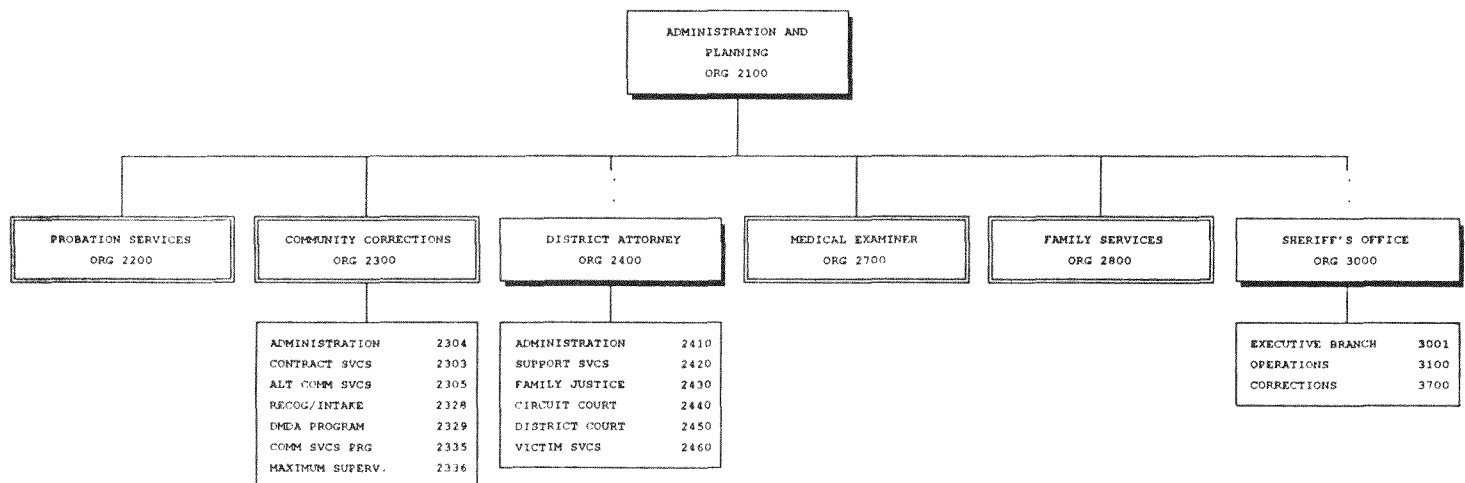 ADMINISTRATION AND
PLANNING
ORG 2100
PROBATION SERVICES
ORG 2200
COMMUNITY CORRECTIONS
ORG 2300
DISTRICT ATTORNEY
ORG 2400
MEDICAL EXAMINER
ORG 2700
FAMILY SERVICES
ORG 2800
SHERIFF'S OFFICE
ORG 3000
ADMINISTRATION 2304
CONTRACT SVCS 2303
ALT COMM SVCS 2305
RECOG/INTAKE 2328
DMDA PROGRAM 2329
COMM SVCS PRG 2335
MAXIMUM SUPERV. 2336
ADMINISTRATION 2410
SUPPORT SVCS 2420
FAMILY JUSTICE 2430
CIRCUIT COURT 2440
DISTRICT COURT 2450
VICTIM SVCS 2460
EXECUTIVE BRANCH 3001
OPERATIONS 3100
CORRECTIONS 3700